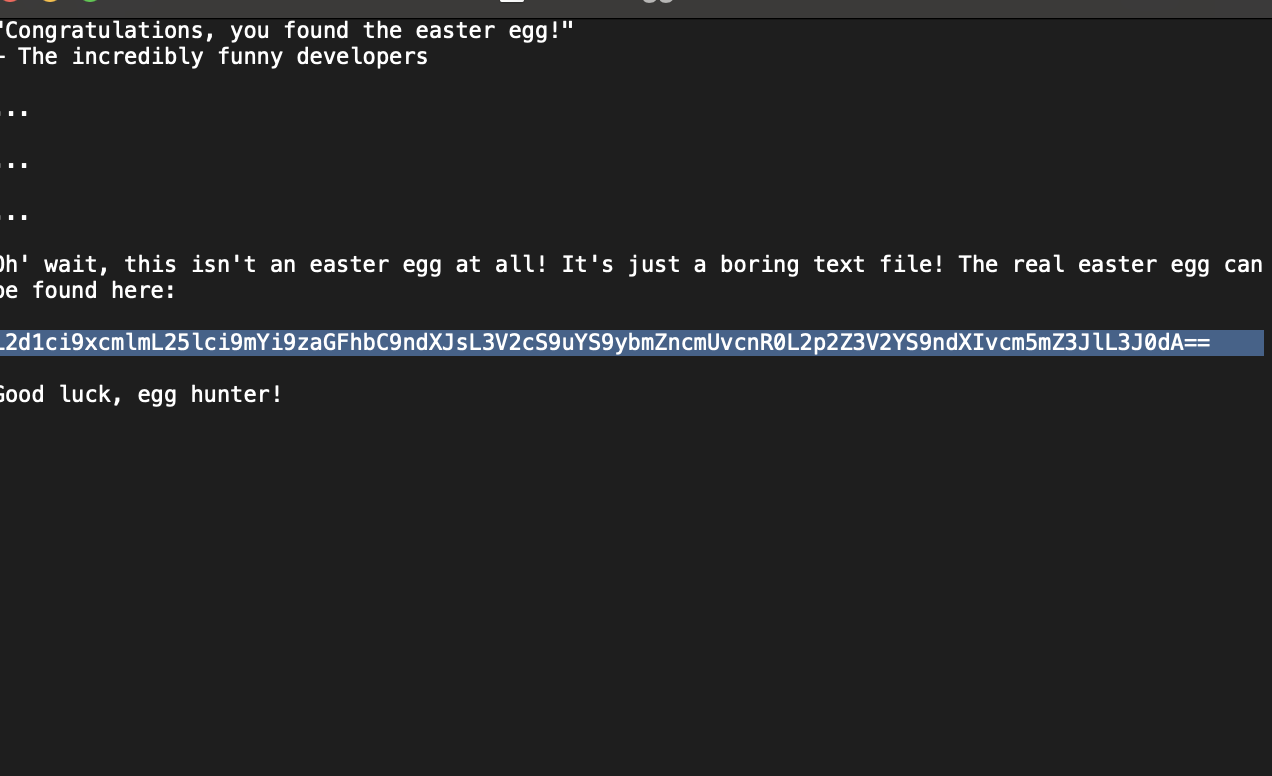 "Congratulations, you found the easter egg!"
- The incredibly funny developers
...
...
...
Oh' wait, this isn't an easter egg at all! It's just a boring text file! The real easter egg can
be found here:
L2d1ci9xcmlmL25lci9mYi9zaGFhbC9ndXJsL3V2cS9uYS9ybmZncmUvcnR0L2p2Z3V2YS9ndXIvcm5mZ3JlL3J0dA==
Good luck, egg hunter!